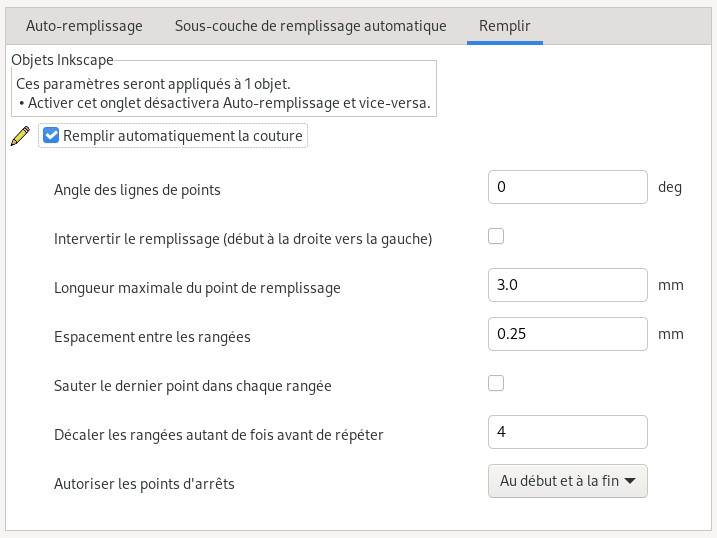 Auto-remplissage Sous-couche de remplissage automatique Remplir
Objets Inkscape
Ces paramètres seront appliqués à 1 objet.
• Activer cet onglet désactivera Auto-remplissage et vice-versa.
Remplir automatiquement la couture
Angle des lignes de points 0 deg
Intervertir le remplissage (début à la droite vers la gauche)
Longueur maximale du point de remplissage 3.0 mm
Espacement entre les rangées 0.25 mm
Sauter le dernier point dans chaque rangée
Décaler les rangées autant de fois avant de répéter 4
Autoriser les points d'arrêts Au début et à la fin